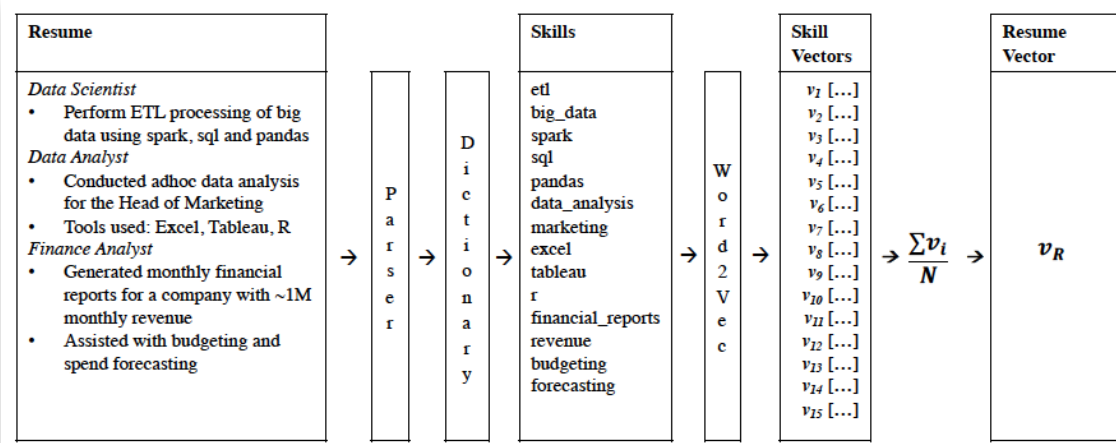 Resume
Data Scientist
• Perform ETL processing of big
data using spark, sql and pandas
Data Analyst
• Conducted adhoc data analysis
for the Head of Marketing
• Tools used: Excel, Tableau, R
Finance Analyst
• Generated monthly financial
reports for a company with ~1M
monthly revenue
• Assisted with budgeting and
spend forecasting
→
Parser
→
Dictionary
→
Skills
etl
big_data
spark
sql
pandas
data_analysis
marketing
excel
tableau
r
financial_reports
revenue
budgeting
forecasting
→
Word2Vec
→
Skill
Vectors
v1 […]
v2 […]
v3 […]
v4 […]
v5 […]
v6 […]
v7 […]
v8 […]
v9 […]
v10 […]
v11 […]
v12 […]
v13 […]
v14 […]
v15 […]
→
∑vi
N
→
Resume
Vector
vR